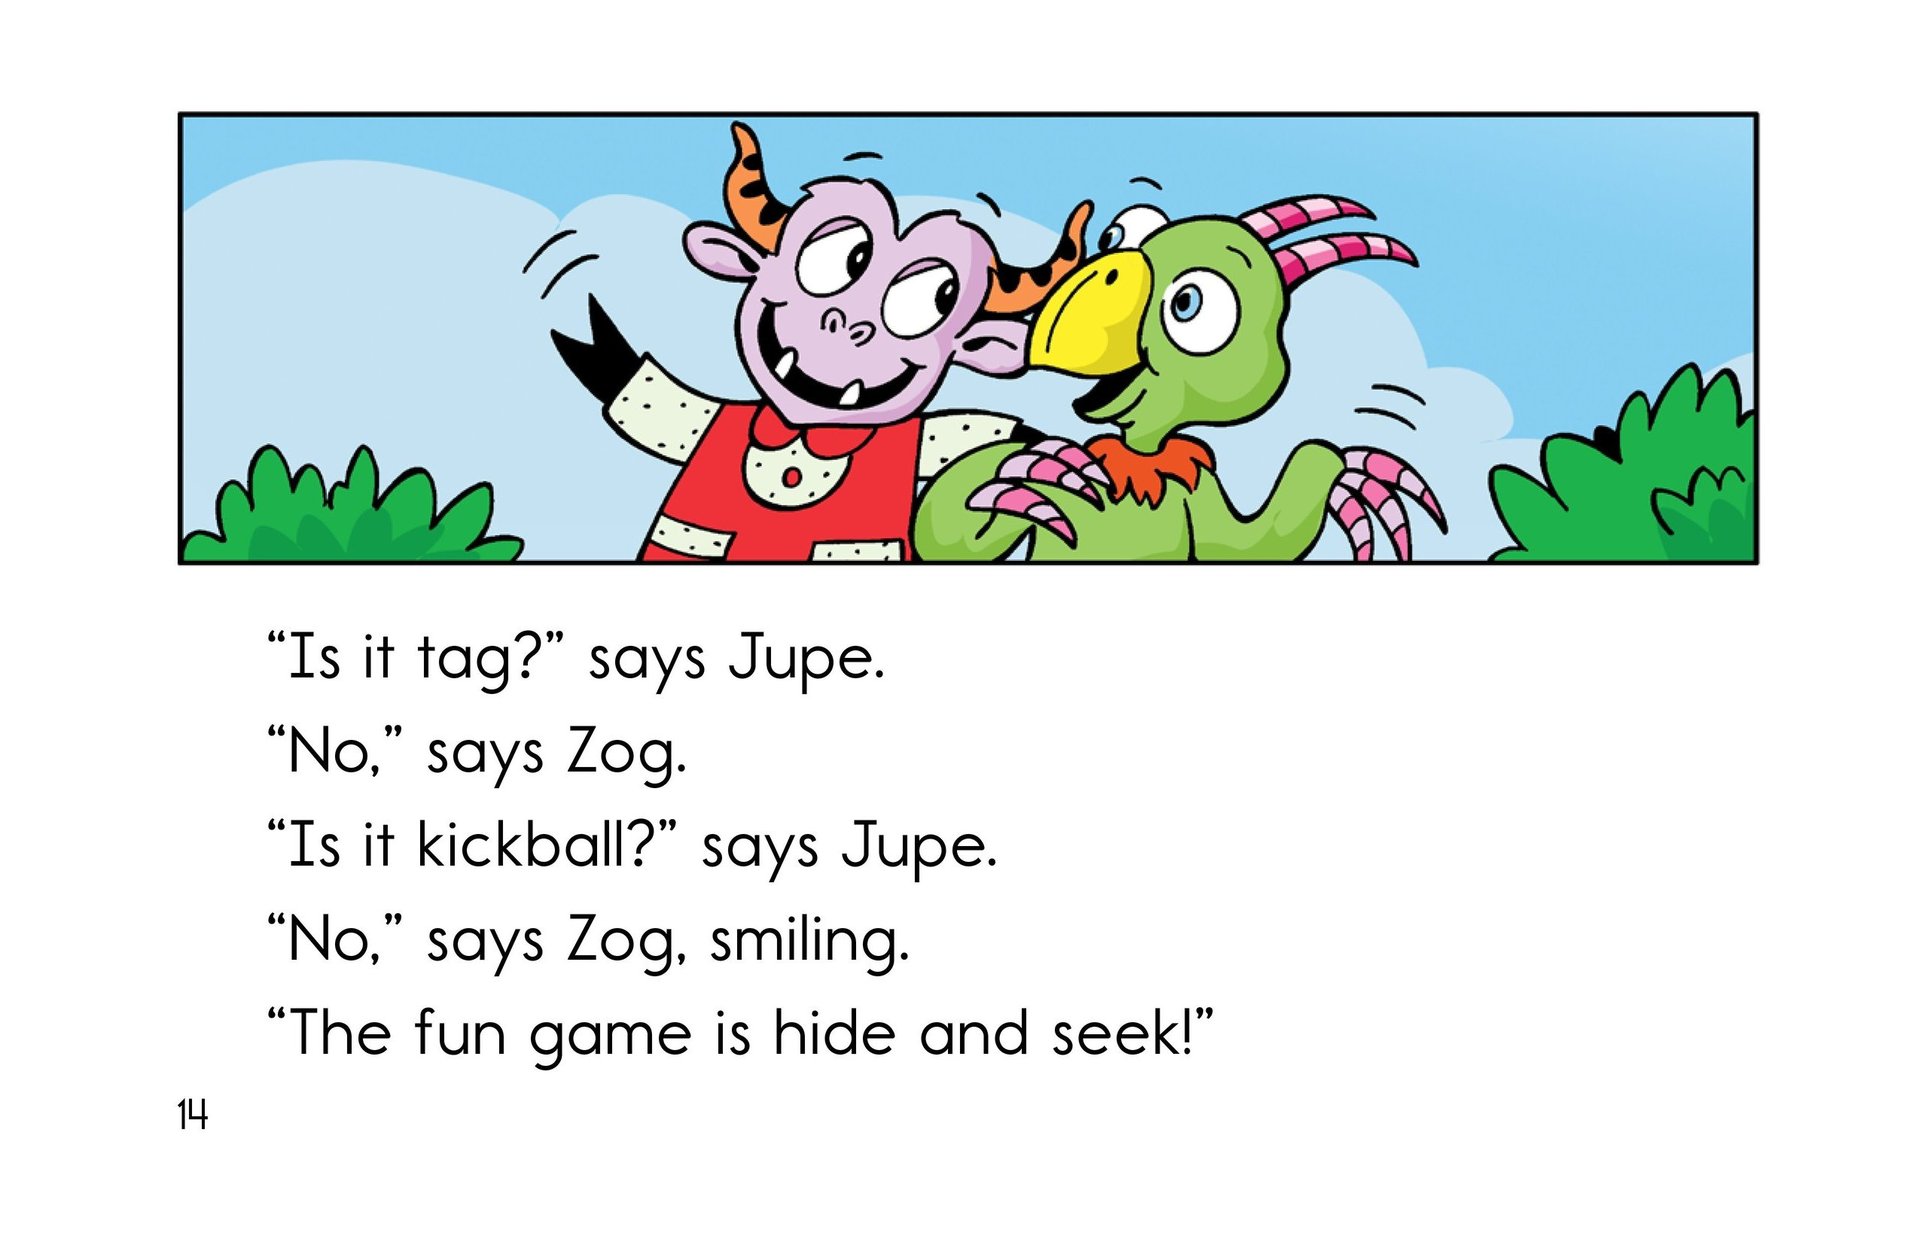 “Is it tag?” says Jupe.
“No,” says Zog.
“Is it kickball?” says Jupe.
“No,” says Zog, smiling.
“The fun game is hide and seek!”
14